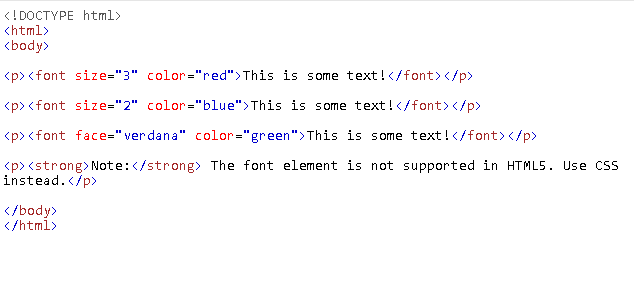 <!DOCTYPE html>
<html>
<body>
<p><font size="3" color="red">This is some text!</font></p>
<p><font size="2" color="blue">This is some text!</font></p>
<p><font face="verdana" color="green">This is some text!</font></p>
<p><strong>Note:</strong> The font element is not supported in HTML5. Use CSS
instead.</p>
</body>
</html>